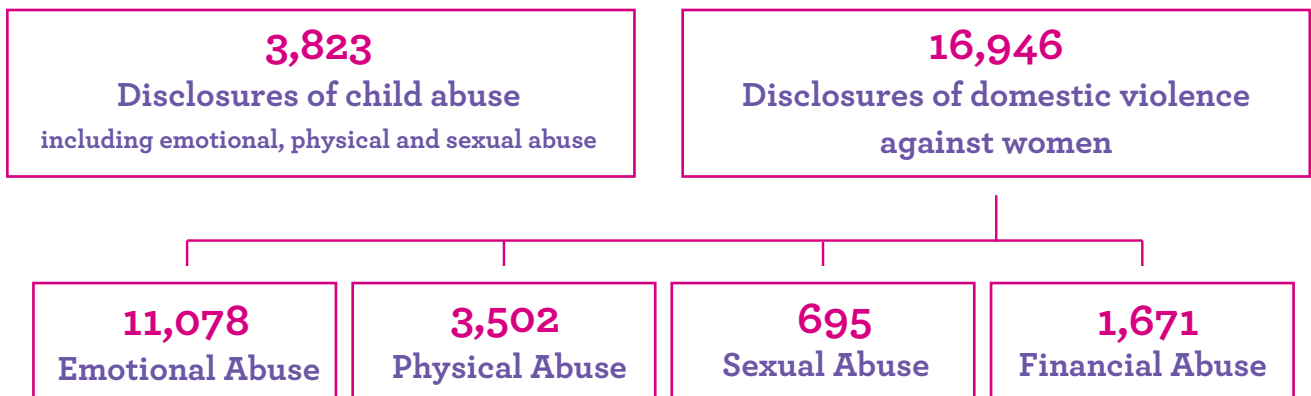 3,823
Disclosures of child abuse
including emotional, physical and sexual abuse
16,946
Disclosures of domestic violence
against women
11,078
Emotional Abuse
3,502
Physical Abuse
695
Sexual Abuse
1,671
Financial Abuse